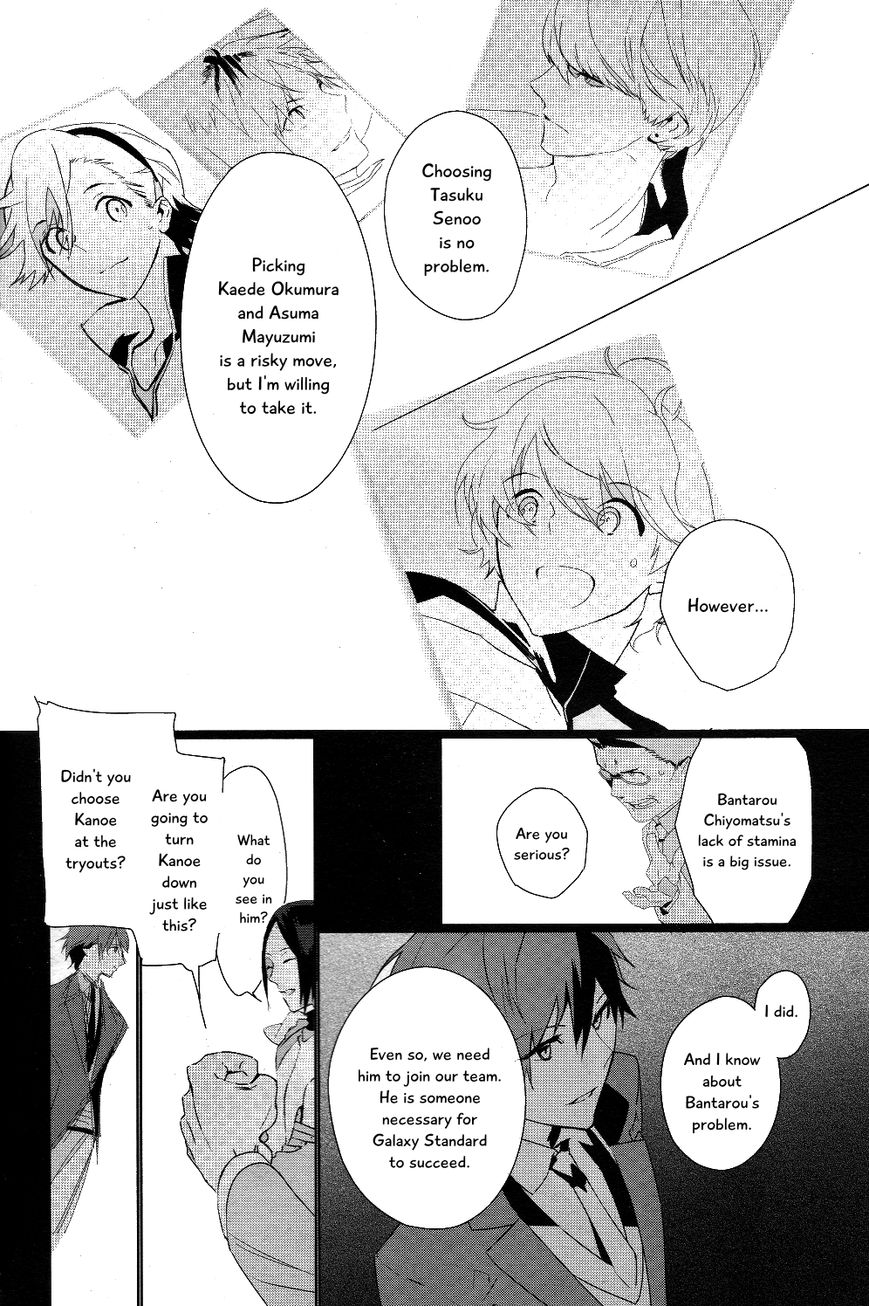 Choosing
Tasuku
Senoo
is no
problem.
Picking
Kaede Okumura
and Asuma
Mayuzumi
is a risky move,
but I'm willing
to take it.
However...
Bantarou
Chiyomatsu's
lack of stamina
is a big issue.
Are you
serious?
What
do
you
see in
him?
Are you
going to
turn
Kanoe
down
just like
this?
Didn't you
choose
Kanoe
at the
tryouts?
I did.
And I know
about
Bantarou's
problem.
Even so, we need
him to join our team.
He is someone
necessary for
Galaxy Standard
to succeed.